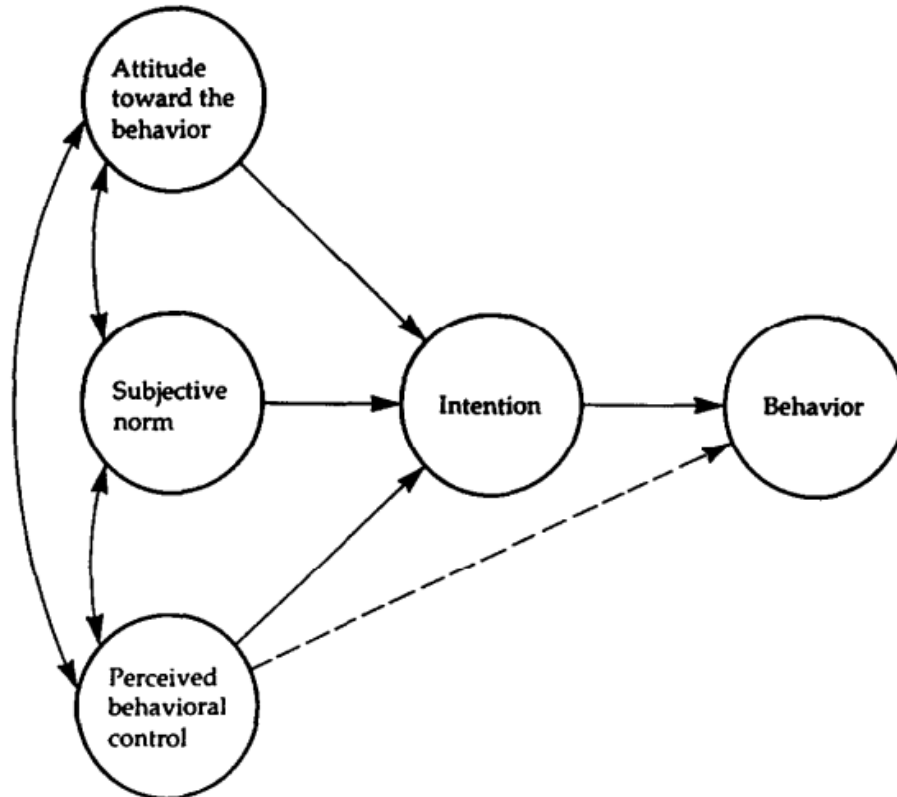 Attitude
toward the
behavior
Subjective
norm
Intention
Behavior
Perceived
behavioral
control